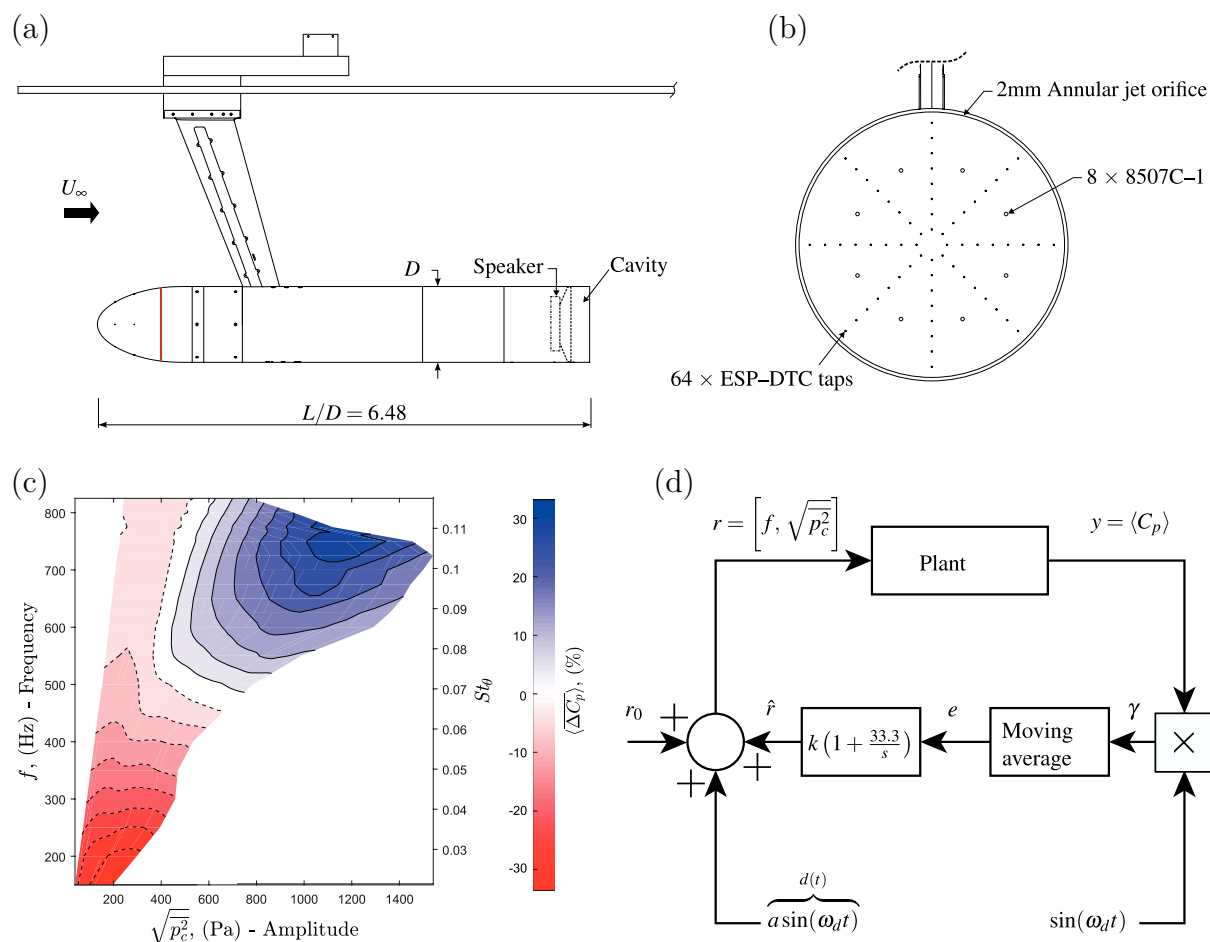 (a)
U∞
D
Speaker
Cavity
L/D = 6.48
(b)
2mm Annular jet orifice
8 × 8507C–1
64 × ESP–DTC taps
(c)
800
700
600
500
400
300
200
f, (Hz) - Frequency
200 400 600 800 1000 1200 1400
√p_c^2, (Pa) - Amplitude
0.11
0.1
0.09
0.08
0.07
0.06
0.05
0.04
0.03
St_θ
30
20
10
0
-10
-20
-30
⟨ΔC_p⟩, (%)
(d)
r = [f, √p_c^2]
y = ⟨C_p⟩
Plant
r_0
+
+
+
r̂
k(1 + 33.3/s)
e
Moving
average
γ
×
d(t)
a sin(ω_d t)
sin(ω_d t)